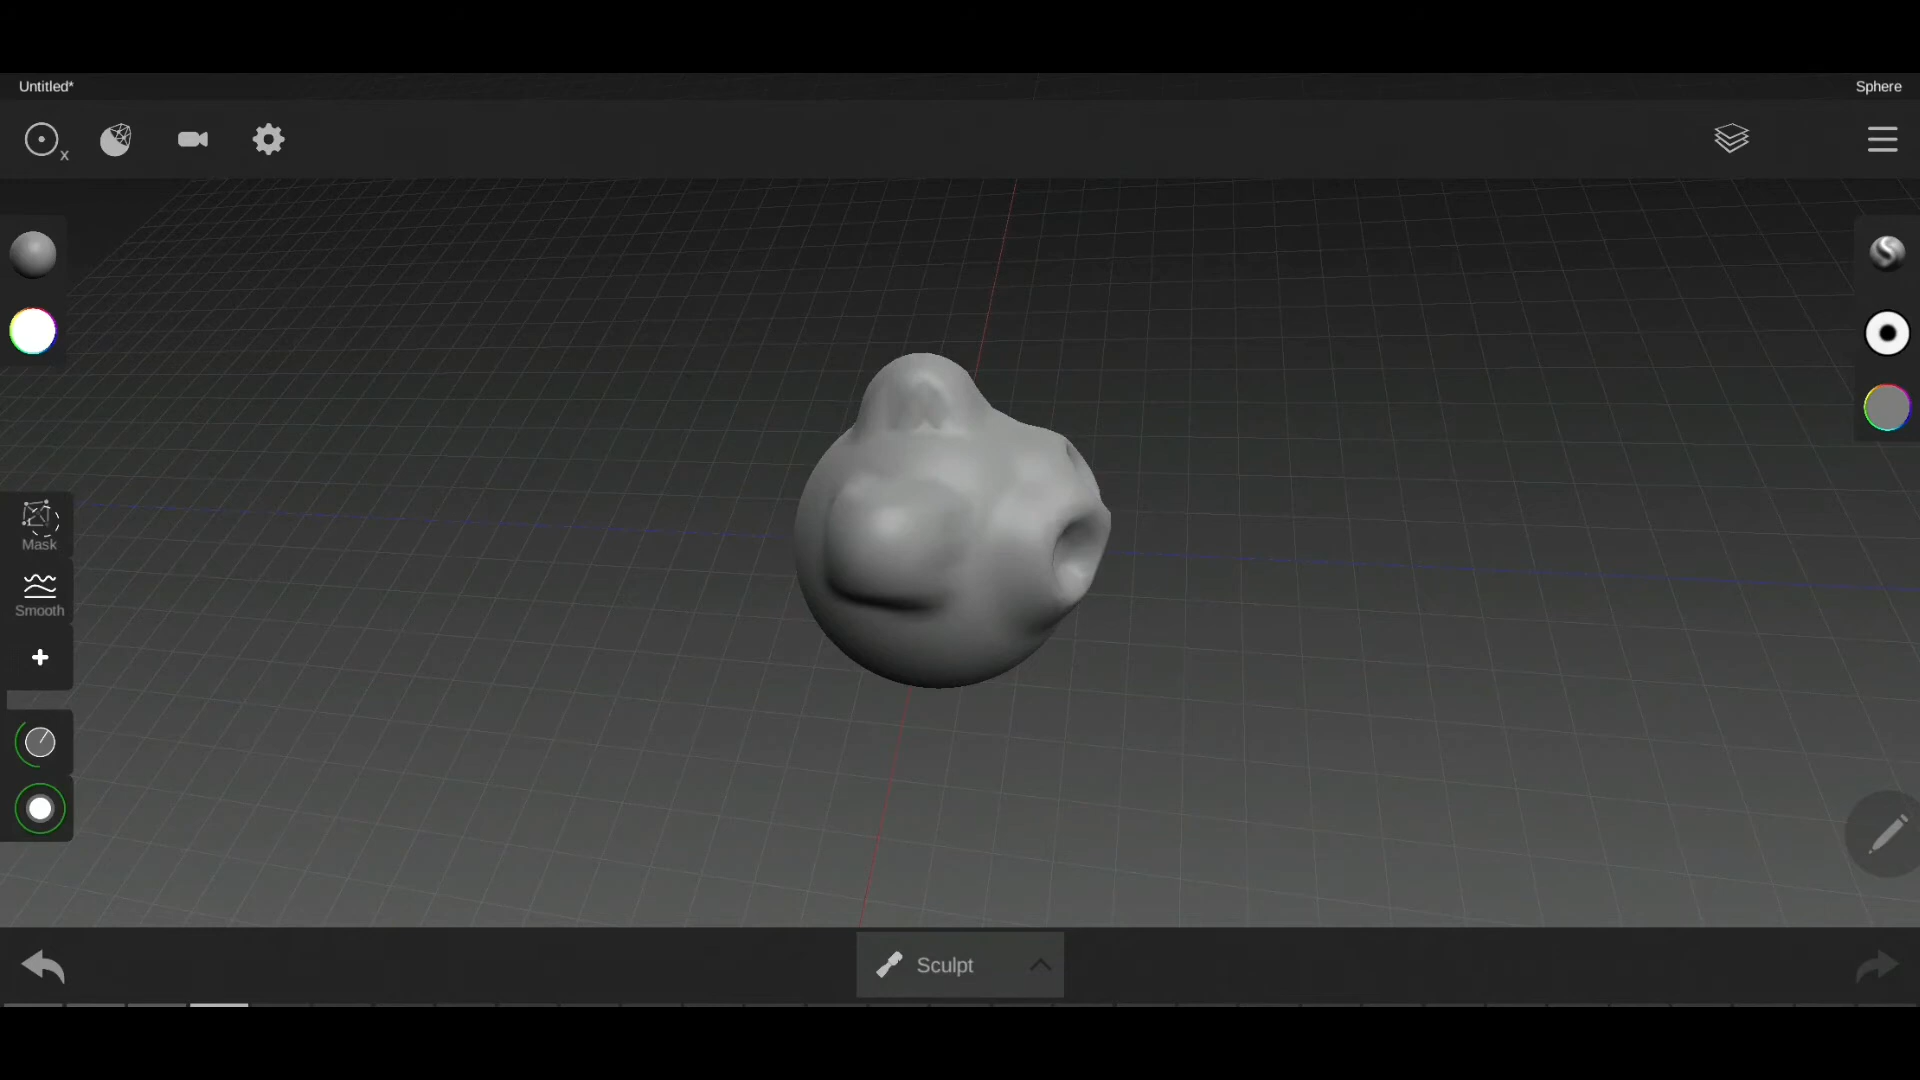 Untitled*
Sphere
x
Mask
Smooth
Sculpt